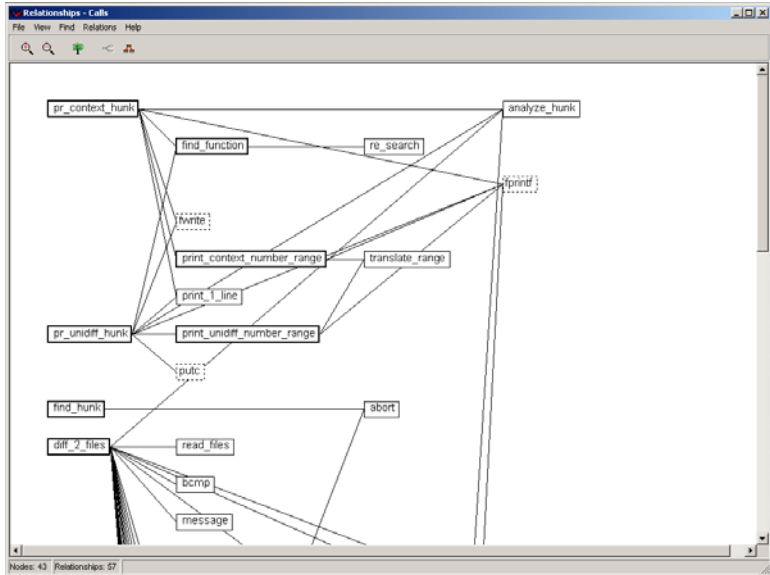 Relationships - Calls
File View Find Relations Help
pr_context_hunk
analyze_hunk
find_function
re_search
fprintf
fwrite
print_context_number_range
translate_range
print_1_line
pr_unidiff_hunk
print_unidiff_number_range
putc
find_hunk
abort
diff_2_files
read_files
bcmp
message
Nodes: 43 Relationships: 57